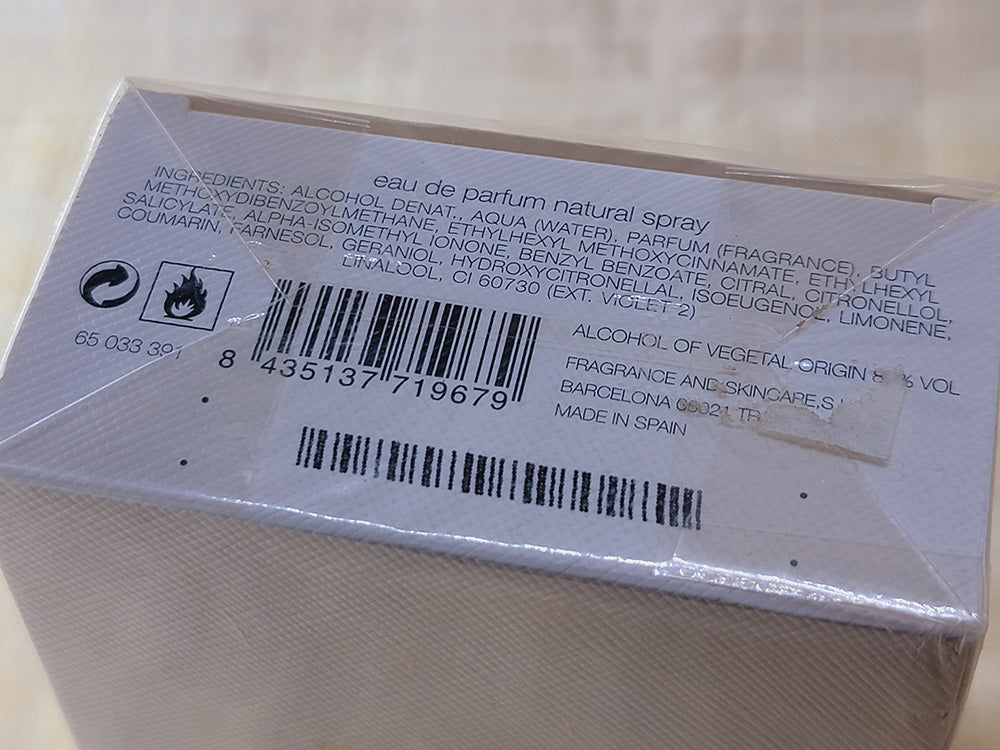 eau de parfum natural spray
INGREDIENTS: ALCOHOL DENAT., AQUA (WATER), PARFUM (FRAGRANCE), BUTYL
METHOXYDIBENZOYLMETHANE, ETHYLHEXYL METHOXYCINNAMATE, ETHYLHEXYL
SALICYLATE, ALPHA-ISOMETHYL IONONE, BENZYL BENZOATE, CITRAL, CITRONELLOL,
COUMARIN, FARNESOL, GERANIOL, HYDROXYCITRONELLAL, ISOEUGENOL, LIMONENE,
LINALOOL, CI 60730 (EXT. VIOLET 2)
65 033 391
8 435137 719679
ALCOHOL OF VEGETAL ORIGIN % VOL
FRAGRANCE AND SKINCARE,S
BARCELONA
MADE IN SPAIN